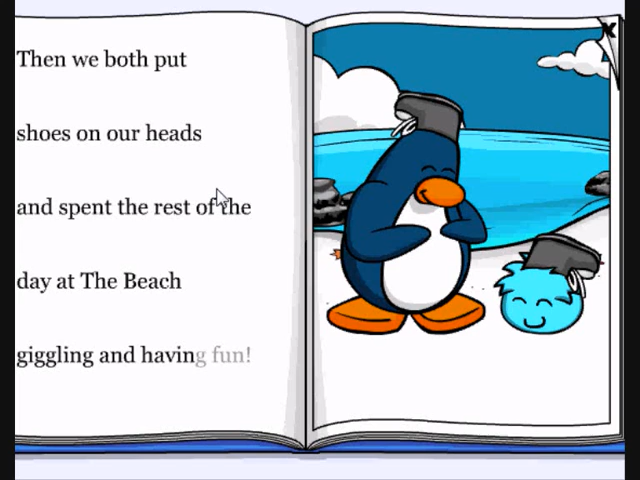 Then we both put
shoes on our heads
and spent the rest of the
day at The Beach
giggling and having fun!
X